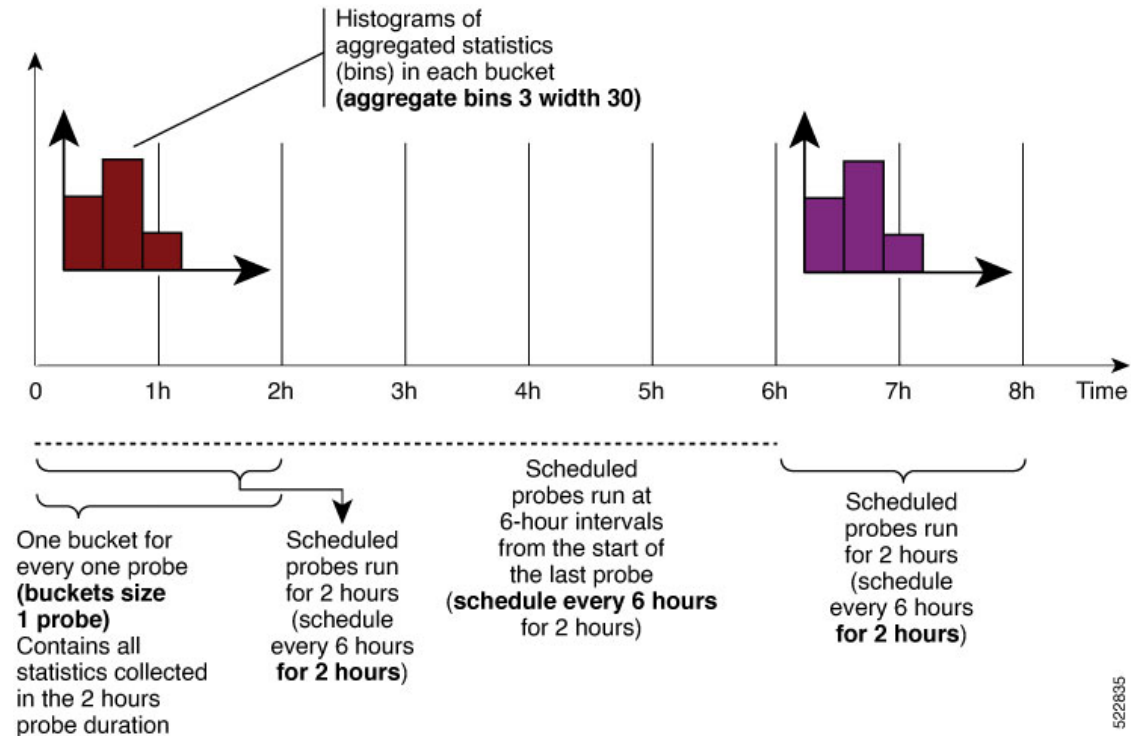 Histograms of
aggregated statistics
(bins) in each bucket
(aggregate bins 3 width 30)
0 1h 2h 3h 4h 5h 6h 7h 8h Time
One bucket for
every one probe
(buckets size
1 probe)
Contains all
statistics collected
in the 2 hours
probe duration
Scheduled
probes run
for 2 hours
(schedule
every 6 hours
for 2 hours)
Scheduled
probes run at
6-hour intervals
from the start of
the last probe
(schedule every 6 hours
for 2 hours)
Scheduled
probes run
for 2 hours
(schedule
every 6 hours
for 2 hours)
522835